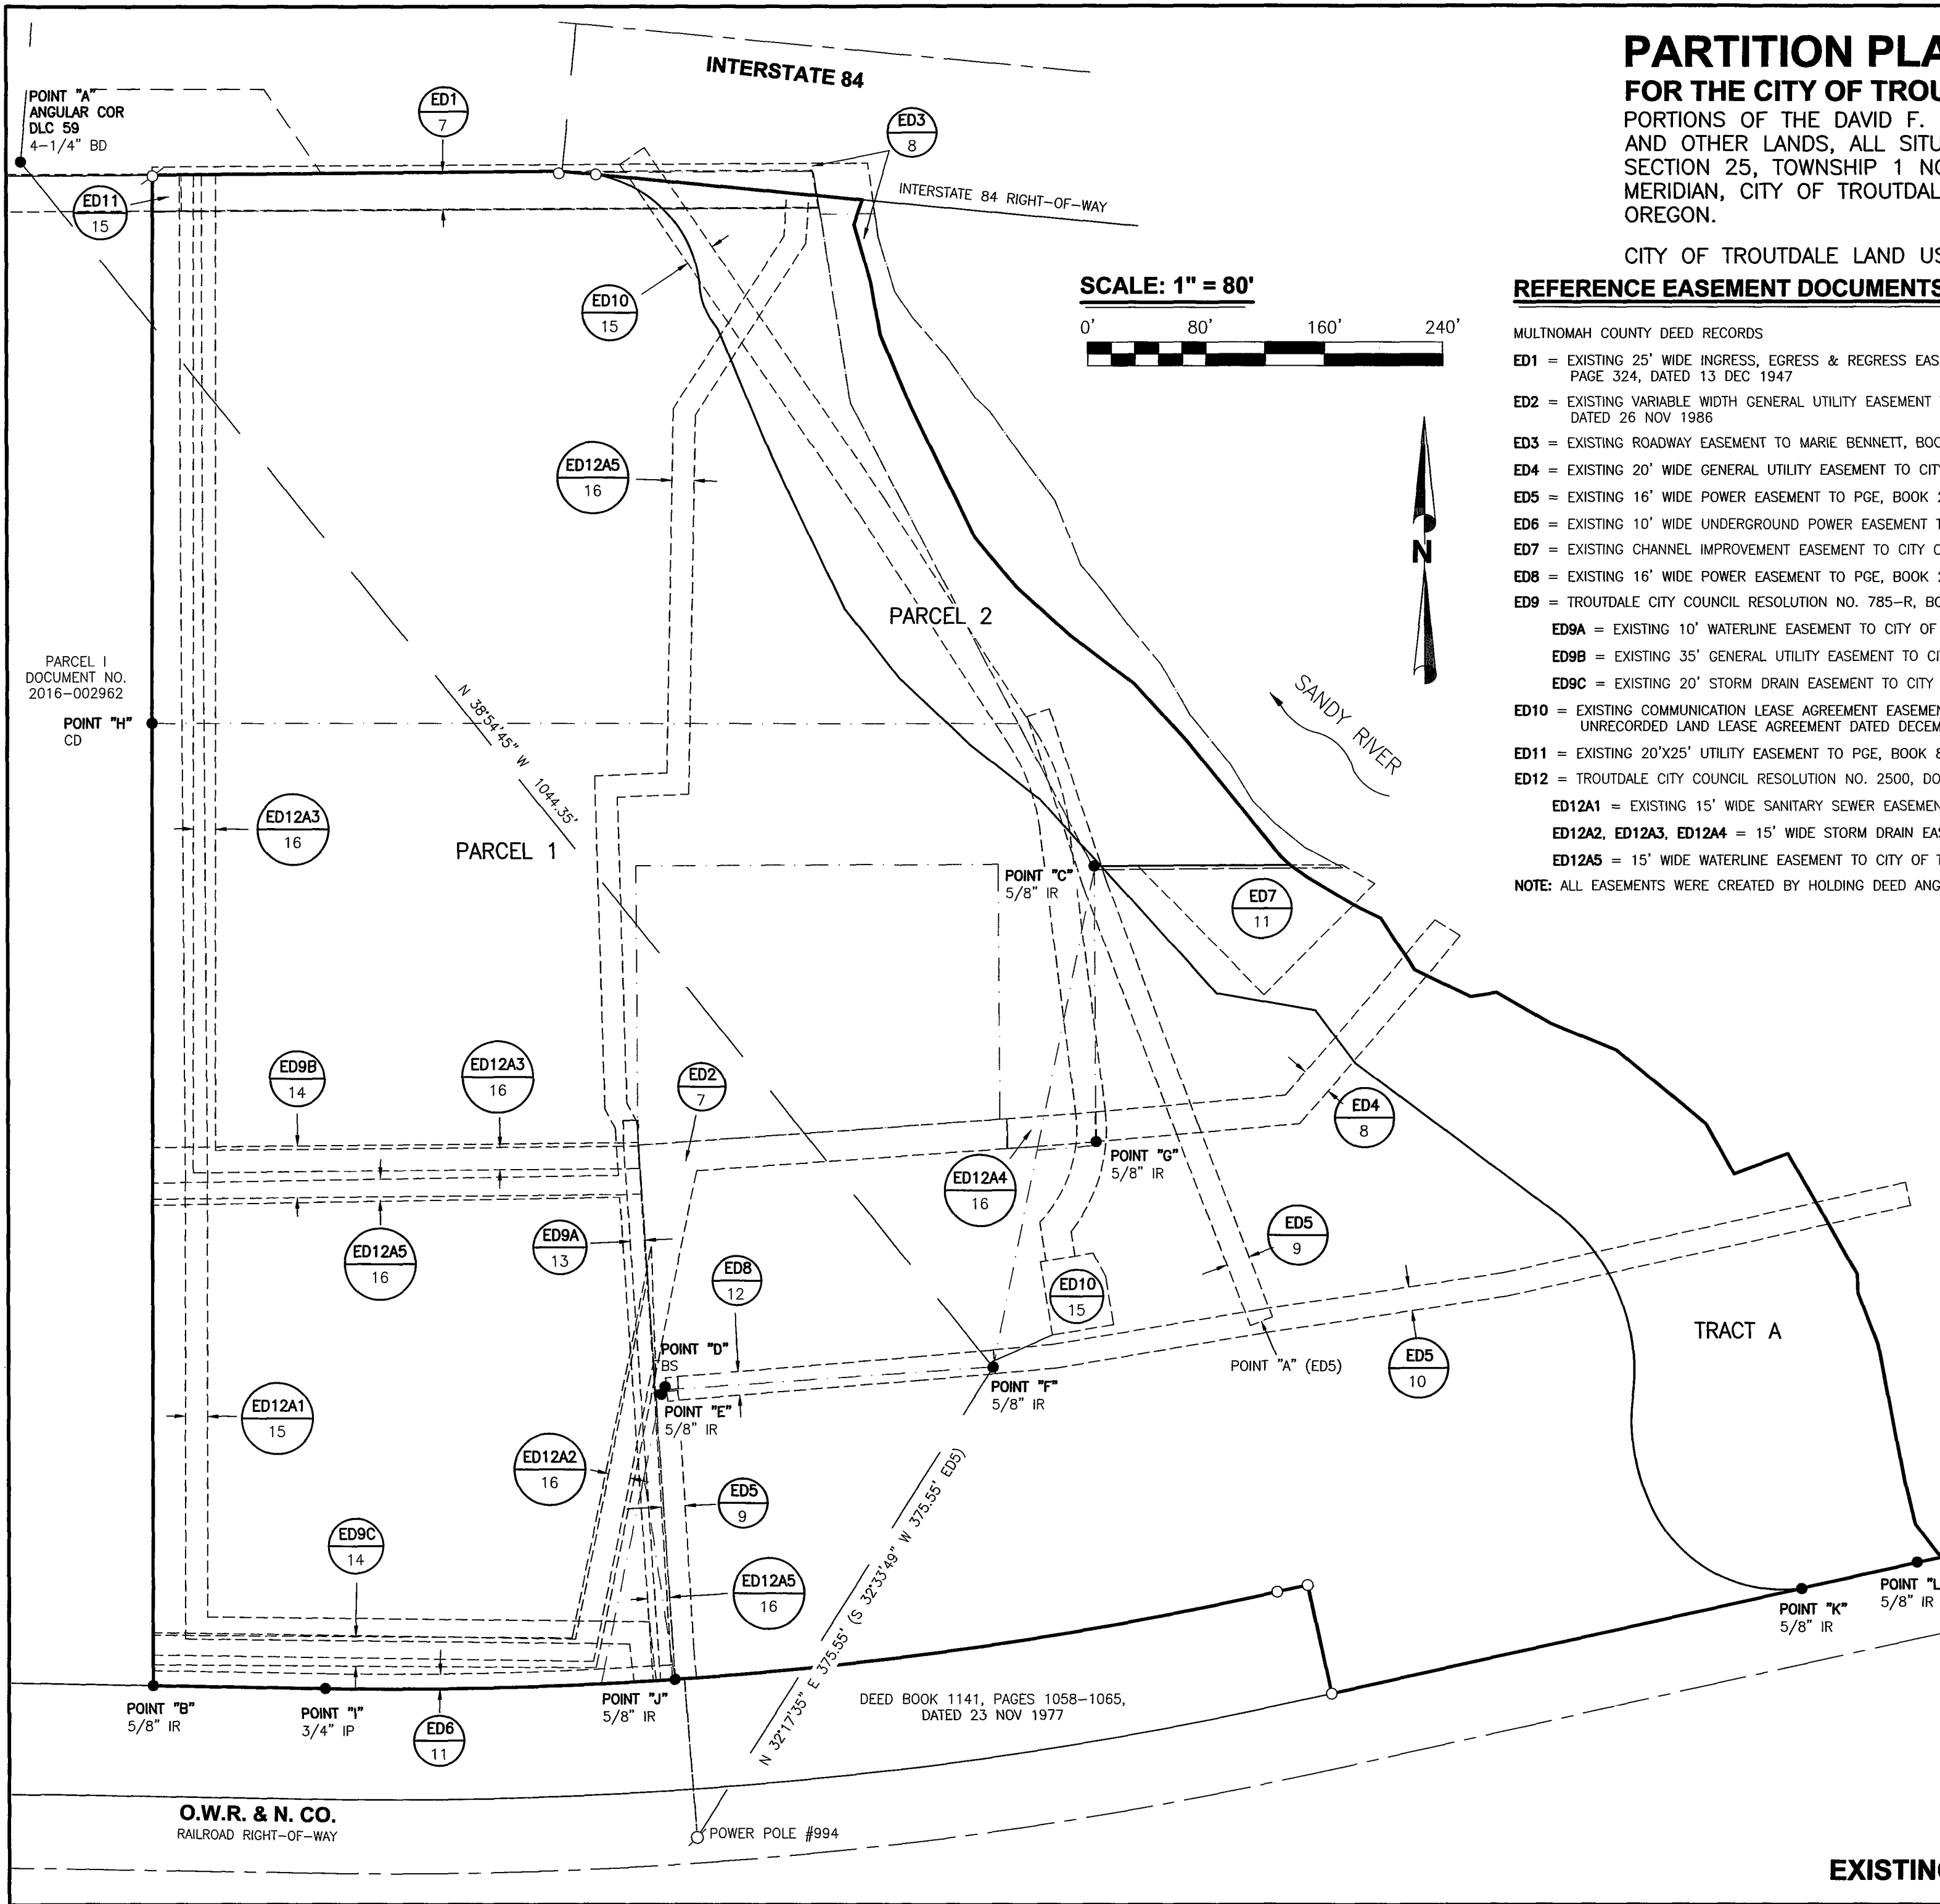 PARTITION PLA
FOR THE CITY OF TROU
PORTIONS OF THE DAVID F.
AND OTHER LANDS, ALL SITU
SECTION 25, TOWNSHIP 1 NO
MERIDIAN, CITY OF TROUTDAL
OREGON.
CITY OF TROUTDALE LAND US
REFERENCE EASEMENT DOCUMENTS
MULTNOMAH COUNTY DEED RECORDS
ED1 = EXISTING 25' WIDE INGRESS, EGRESS & REGRESS EAS
PAGE 324, DATED 13 DEC 1947
ED2 = EXISTING VARIABLE WIDTH GENERAL UTILITY EASEMENT
DATED 26 NOV 1986
ED3 = EXISTING ROADWAY EASEMENT TO MARIE BENNETT, BOO
ED4 = EXISTING 20' WIDE GENERAL UTILITY EASEMENT TO CIT
ED5 = EXISTING 16' WIDE POWER EASEMENT TO PGE, BOOK
ED6 = EXISTING 10' WIDE UNDERGROUND POWER EASEMENT T
ED7 = EXISTING CHANNEL IMPROVEMENT EASEMENT TO CITY O
ED8 = EXISTING 16' WIDE POWER EASEMENT TO PGE, BOOK
ED9 = TROUTDALE CITY COUNCIL RESOLUTION NO. 785-R, BO
ED9A = EXISTING 10' WATERLINE EASEMENT TO CITY OF
ED9B = EXISTING 35' GENERAL UTILITY EASEMENT TO CI
ED9C = EXISTING 20' STORM DRAIN EASEMENT TO CITY
ED10 = EXISTING COMMUNICATION LEASE AGREEMENT EASEMEN
UNRECORDED LAND LEASE AGREEMENT DATED DECEM
ED11 = EXISTING 20'X25' UTILITY EASEMENT TO PGE, BOOK 8
ED12 = TROUTDALE CITY COUNCIL RESOLUTION NO. 2500, DO
ED12A1 = EXISTING 15' WIDE SANITARY SEWER EASEMEN
ED12A2, ED12A3, ED12A4 = 15' WIDE STORM DRAIN EAS
ED12A5 = 15' WIDE WATERLINE EASEMENT TO CITY OF T
NOTE: ALL EASEMENTS WERE CREATED BY HOLDING DEED ANG
INTERSTATE 84
POINT "A"
ANGULAR COR
DLC 59
4-1/4" BD
ED1
7
ED3
8
ED11
15
INTERSTATE 84 RIGHT-OF-WAY
SCALE: 1" = 80'
0' 80' 160' 240'
ED10
15
ED12A5
16
N
PARCEL 2
PARCEL I
DOCUMENT NO.
2016-002962
POINT "H"
CD
N 38°54'45" W 1044.35'
SANDY RIVER
ED12A3
16
PARCEL 1
POINT "C"
5/8" IR
ED7
11
ED9B
14
ED12A3
16
ED2
7
ED4
8
POINT "G"
5/8" IR
ED12A4
16
ED9A
13
ED12A5
16
ED8
12
ED5
9
ED10
15
TRACT A
POINT "D"
BS
POINT "A" (ED5)
ED5
10
POINT "F"
5/8" IR
POINT "E"
5/8" IR
ED12A1
15
ED12A2
16
ED5
9
ED9C
14
ED12A5
16
N 32°17'35" E 375.55' (S 32°33'49" W 375.55' ED5)
POINT "L
5/8" IR
POINT "K"
5/8" IR
POINT "B"
5/8" IR
POINT "I"
3/4" IP
ED6
11
POINT "J"
5/8" IR
DEED BOOK 1141, PAGES 1058-1065,
DATED 23 NOV 1977
O.W.R. & N. CO.
RAILROAD RIGHT-OF-WAY
POWER POLE #994
EXISTING